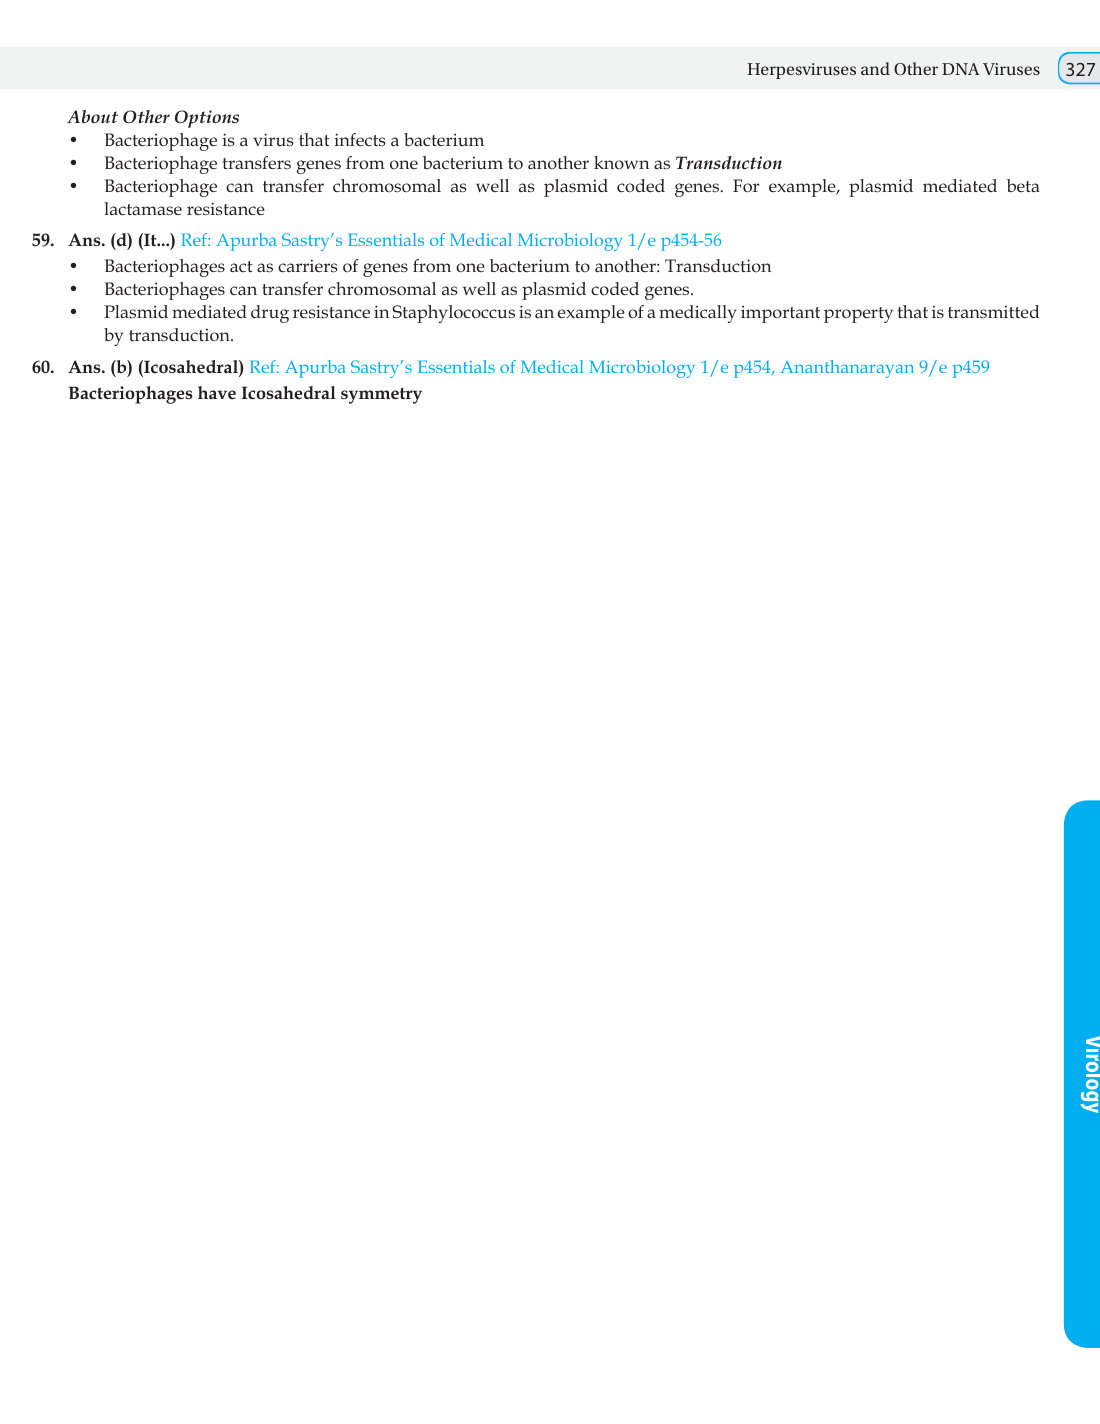 Herpesviruses and Other DNA Viruses 327
About Other Options
• Bacteriophage is a virus that infects a bacterium
• Bacteriophage transfers genes from one bacterium to another known as Transduction
• Bacteriophage can transfer chromosomal as well as plasmid coded genes. For example, plasmid mediated beta
lactamase resistance
59. Ans. (d) (It...) Ref: Apurba Sastry’s Essentials of Medical Microbiology 1/e p454-56
• Bacteriophages act as carriers of genes from one bacterium to another: Transduction
• Bacteriophages can transfer chromosomal as well as plasmid coded genes.
• Plasmid mediated drug resistance in Staphylococcus is an example of a medically important property that is transmitted
by transduction.
60. Ans. (b) (Icosahedral) Ref: Apurba Sastry’s Essentials of Medical Microbiology 1/e p454, Ananthanarayan 9/e p459
Bacteriophages have Icosahedral symmetry
Virology